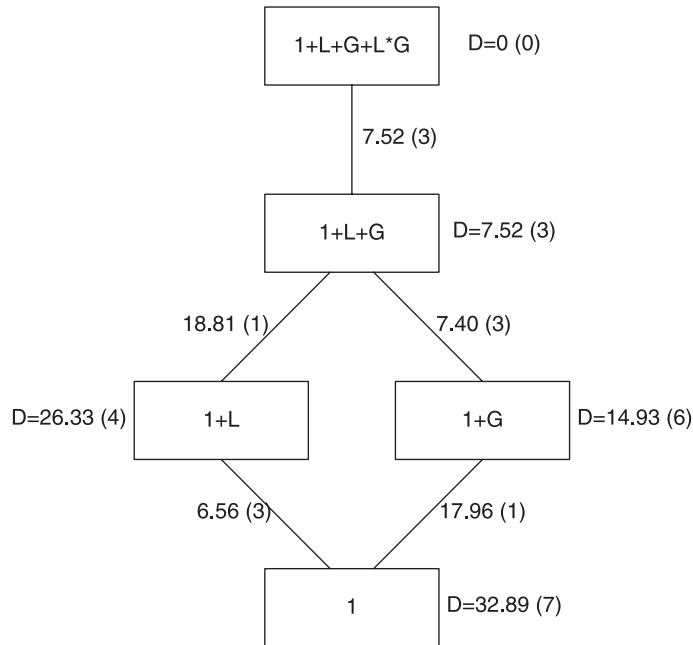 1+L+G+L*G D=0 (0)
7.52 (3)
1+L+G D=7.52 (3)
18.81 (1) 7.40 (3)
D=26.33 (4) 1+L 1+G D=14.93 (6)
6.56 (3) 17.96 (1)
1 D=32.89 (7)